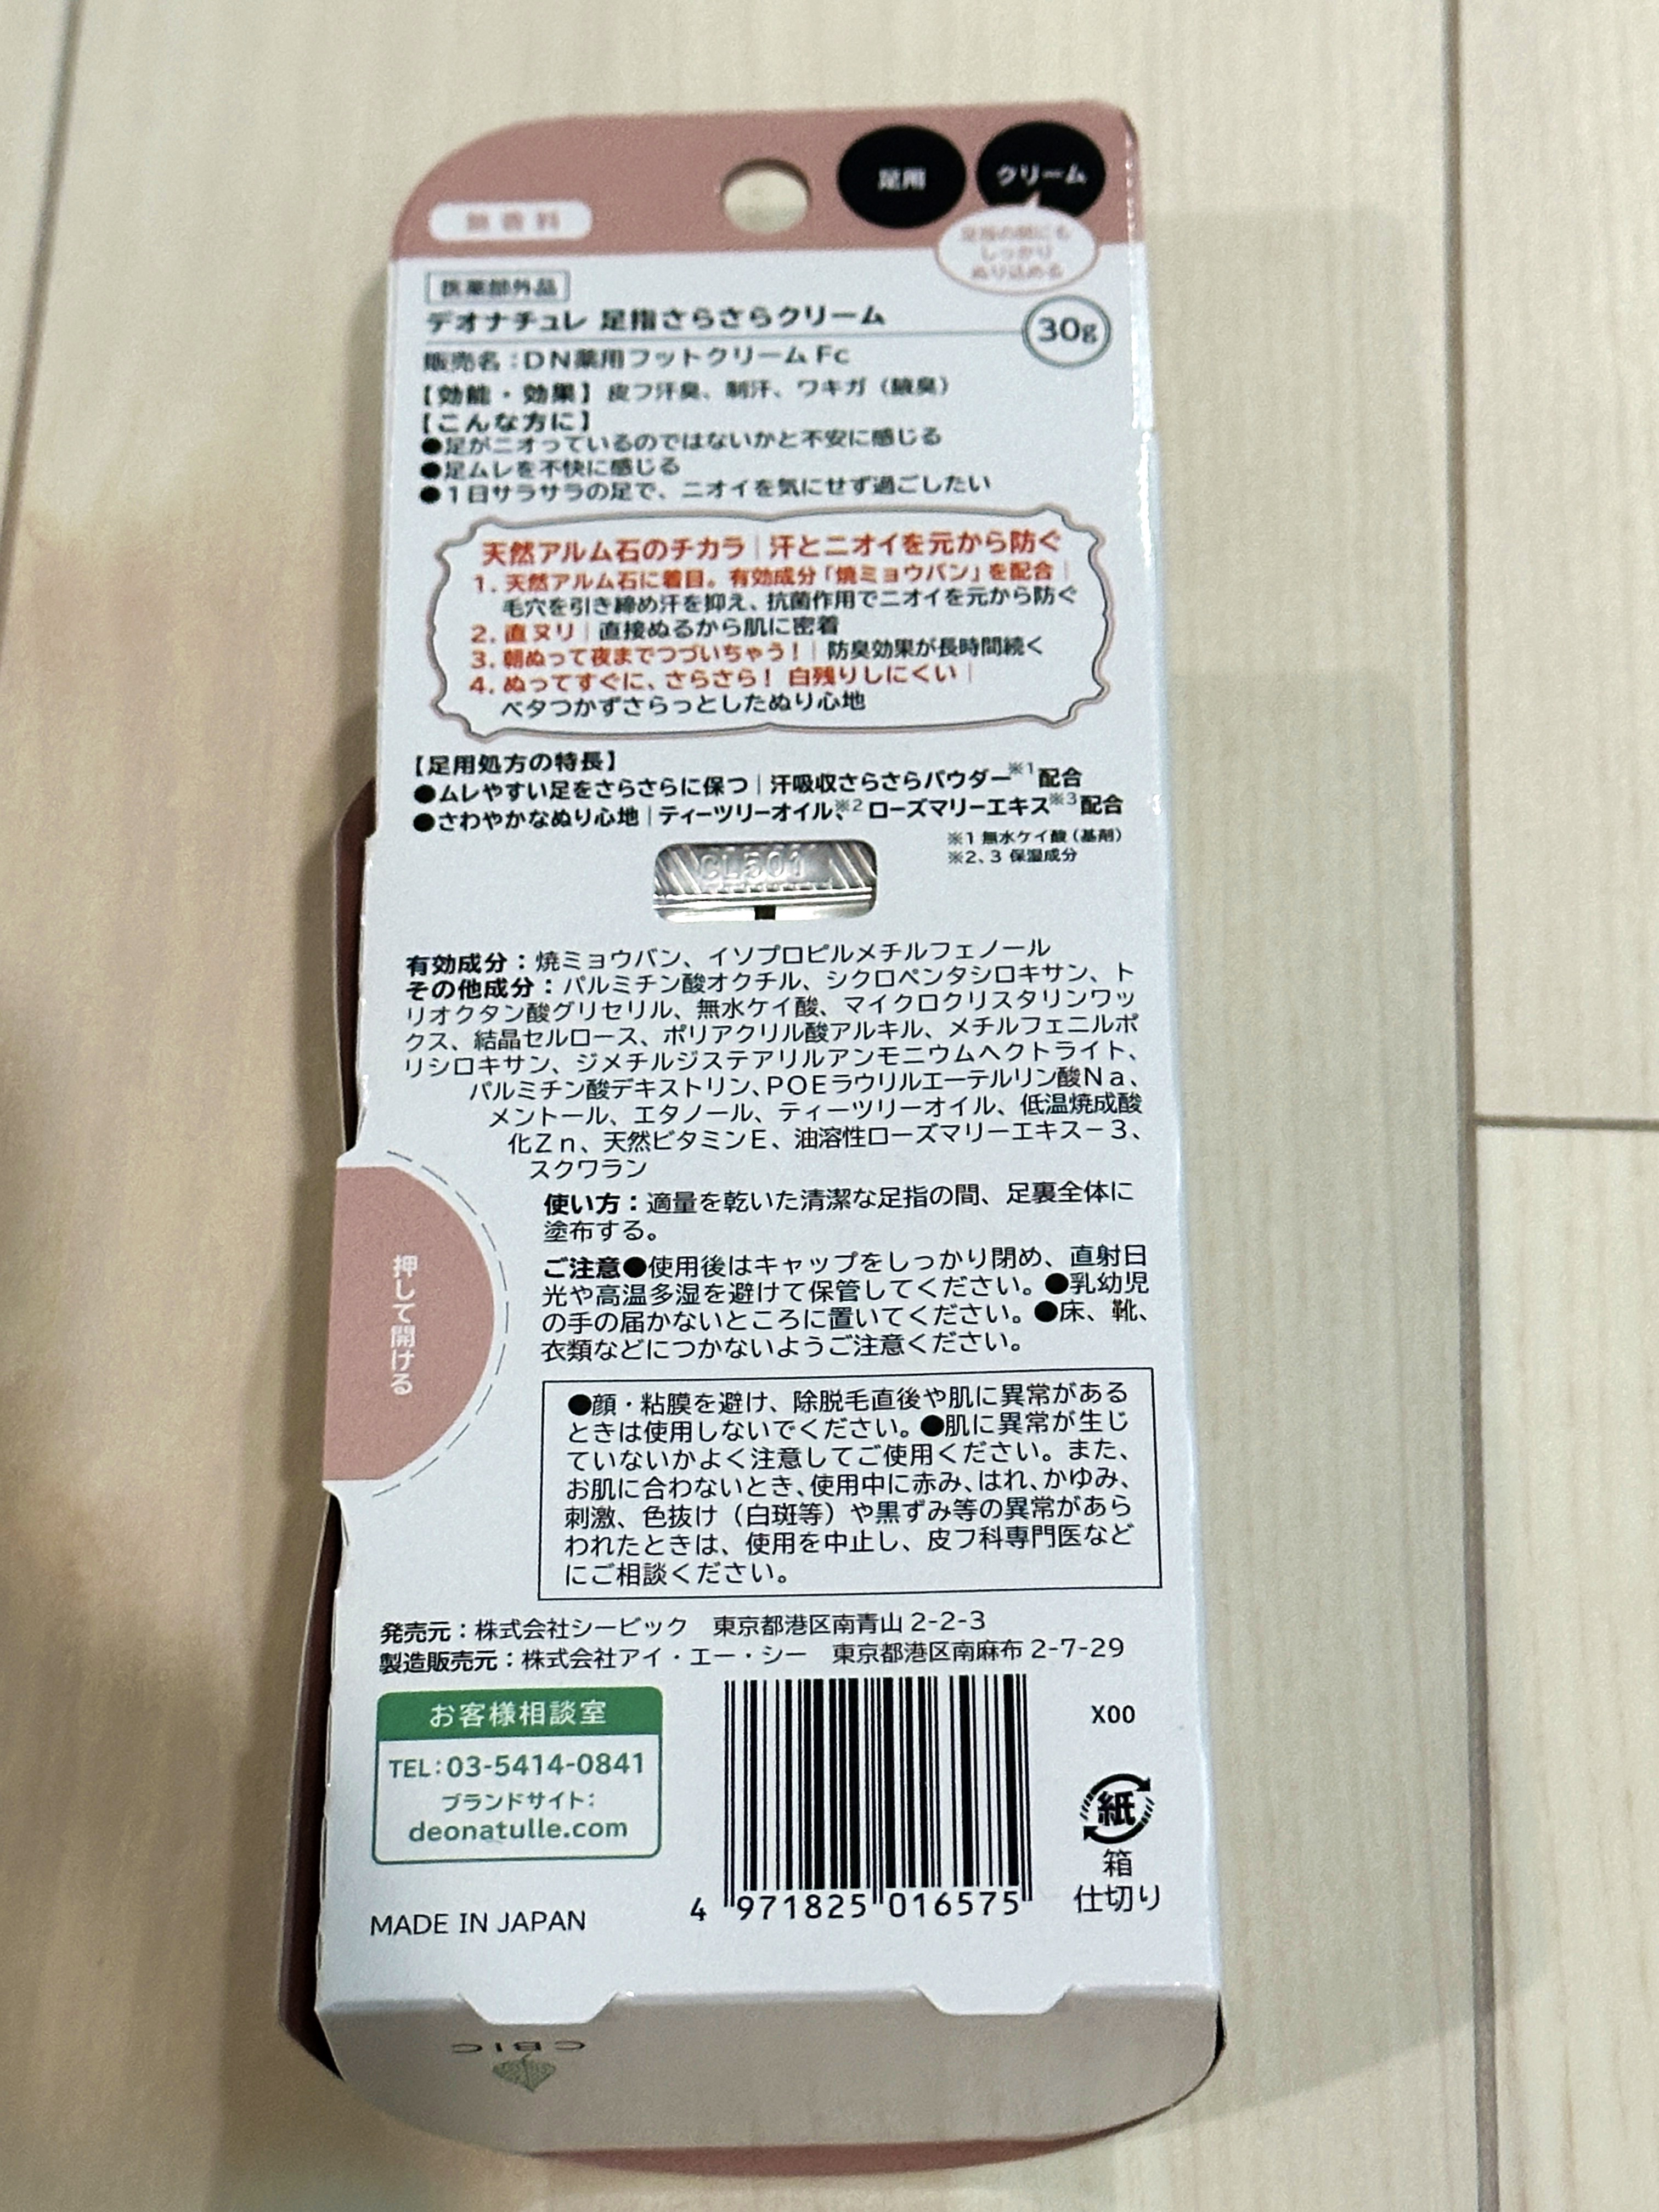 無香料
足用
クリーム
足指の間にも
しっかり
ぬり込める
医薬部外品
デオナチュレ 足指さらさらクリーム
30g
販売名：DN薬用フットクリーム Fc
【効能・効果】皮フ汗臭、制汗、ワキガ（腋臭）
【こんな方に】
●足がニオっているのではないかと不安に感じる
●足ムレを不快に感じる
●1日サラサラの足で、ニオイを気にせず過ごしたい
天然アルム石のチカラ｜汗とニオイを元から防ぐ
1. 天然アルム石に着目。有効成分「焼ミョウバン」を配合｜
毛穴を引き締め汗を抑え、抗菌作用でニオイを元から防ぐ
2. 直ヌリ｜直接ぬるから肌に密着
3. 朝ぬって夜までつづいちゃう！｜防臭効果が長時間続く
4. ぬってすぐに、さらさら！ 白残りしにくい｜
ベタつかずさらっとしたぬり心地
【足用処方の特長】
●ムレやすい足をさらさらに保つ｜汗吸収さらさらパウダー※1配合
●さわやかなぬり心地｜ティーツリーオイル※2、ローズマリーエキス※3配合
※1 無水ケイ酸（基剤）
※2、3 保湿成分
CL501
有効成分：焼ミョウバン、イソプロピルメチルフェノール
その他成分：パルミチン酸オクチル、シクロペンタシロキサン、ト
リオクタン酸グリセリル、無水ケイ酸、マイクロクリスタリンワッ
クス、結晶セルロース、ポリアクリル酸アルキル、メチルフェニルポ
リシロキサン、ジメチルジステアリルアンモニウムヘクトライト、
パルミチン酸デキストリン、POEラウリルエーテルリン酸Na、
メントール、エタノール、ティーツリーオイル、低温焼成酸
化Zn、天然ビタミンE、油溶性ローズマリーエキス－3、
スクワラン
使い方：適量を乾いた清潔な足指の間、足裏全体に
塗布する。
ご注意●使用後はキャップをしっかり閉め、直射日
光や高温多湿を避けて保管してください。●乳幼児
の手の届かないところに置いてください。●床、靴、
衣類などにつかないようご注意ください。
押して開ける
●顔・粘膜を避け、除脱毛直後や肌に異常がある
ときは使用しないでください。●肌に異常が生じ
ていないかよく注意してご使用ください。また、
お肌に合わないとき、使用中に赤み、はれ、かゆみ、
刺激、色抜け（白斑等）や黒ずみ等の異常があら
われたときは、使用を中止し、皮フ科専門医など
にご相談ください。
発売元：株式会社シービック 東京都港区南青山 2-2-3
製造販売元：株式会社アイ・エー・シー 東京都港区南麻布 2-7-29
お客様相談室
TEL：03-5414-0841
ブランドサイト：
deonatulle.com
MADE IN JAPAN
4 971825 016575
X00
紙
箱
仕切り
CBIC